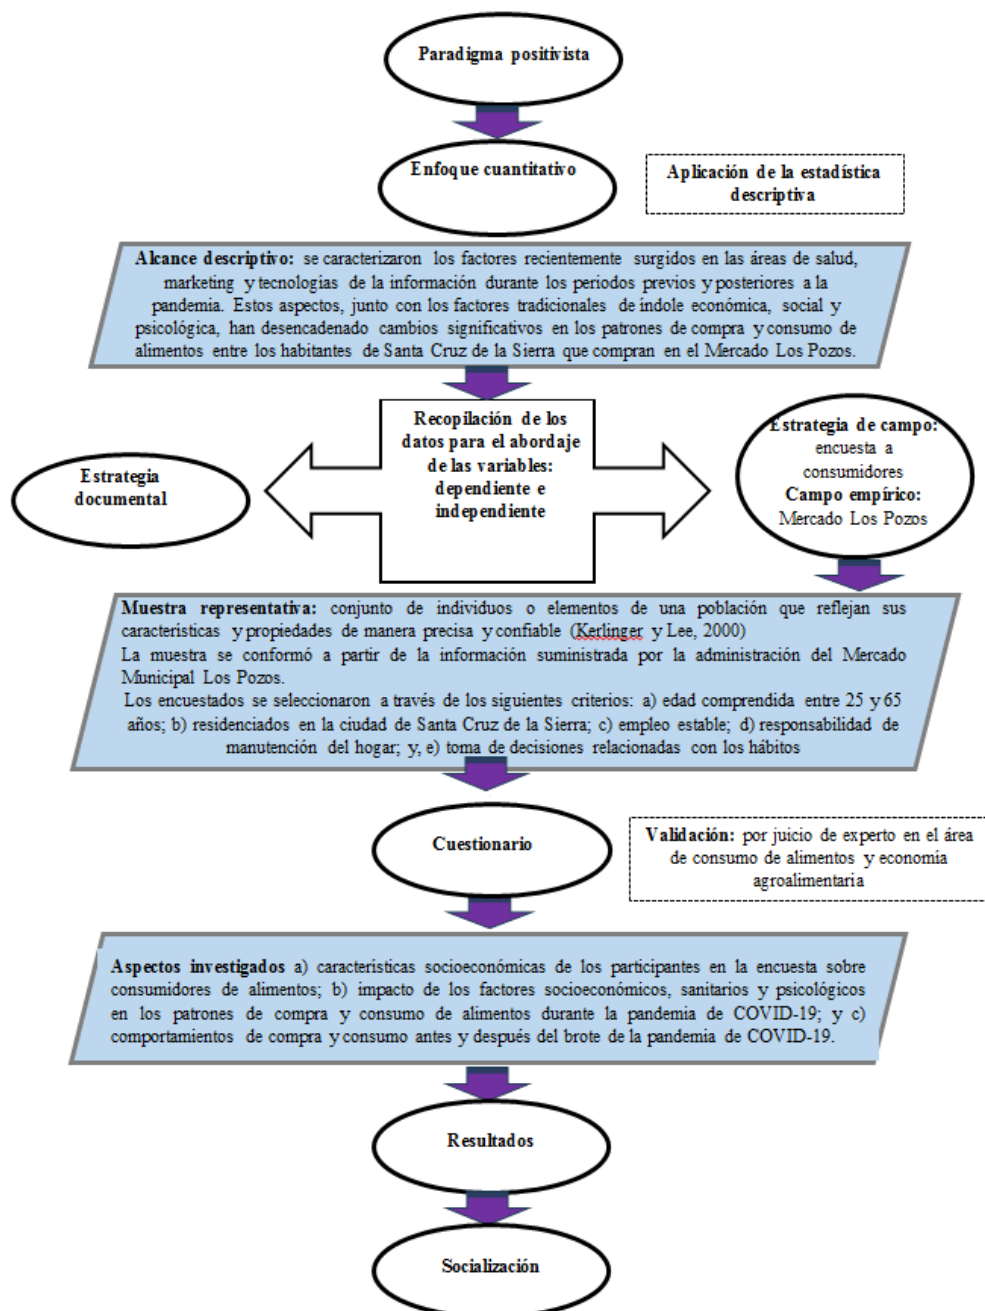 Paradigma positivista
Enfoque cuantitativo
Aplicación de la estadística
descriptiva
Alcance descriptivo: se caracterizaron los factores recientemente surgidos en las áreas de salud,
marketing y tecnologías de la información durante los periodos previos y posteriores a la
pandemia. Estos aspectos, junto con los factores tradicionales de índole económica, social y
psicológica, han desencadenado cambios significativos en los patrones de compra y consumo de
alimentos entre los habitantes de Santa Cruz de la Sierra que compran en el Mercado Los Pozos.
Recopilación de los
datos para el abordaje
de las variables:
dependiente e
independiente
Estrategia
documental
Estrategia de campo:
encuesta a
consumidores
Campo empírico:
Mercado Los Pozos
Muestra representativa: conjunto de individuos o elementos de una población que reflejan sus
características y propiedades de manera precisa y confiable (Kerlinger y Lee, 2000)
La muestra se conformó a partir de la información suministrada por la administración del Mercado
Municipal Los Pozos.
Los encuestados se seleccionaron a través de los siguientes criterios: a) edad comprendida entre 25 y 65
años; b) residenciados en la ciudad de Santa Cruz de la Sierra; c) empleo estable; d) responsabilidad de
manutención del hogar; y, e) toma de decisiones relacionadas con los hábitos
Cuestionario
Validación: por juicio de experto en el área
de consumo de alimentos y economía
agroalimentaria
Aspectos investigados a) características socioeconómicas de los participantes en la encuesta sobre
consumidores de alimentos; b) impacto de los factores socioeconómicos, sanitarios y psicológicos
en los patrones de compra y consumo de alimentos durante la pandemia de COVID-19; y c)
comportamientos de compra y consumo antes y después del brote de la pandemia de COVID-19.
Resultados
Socialización